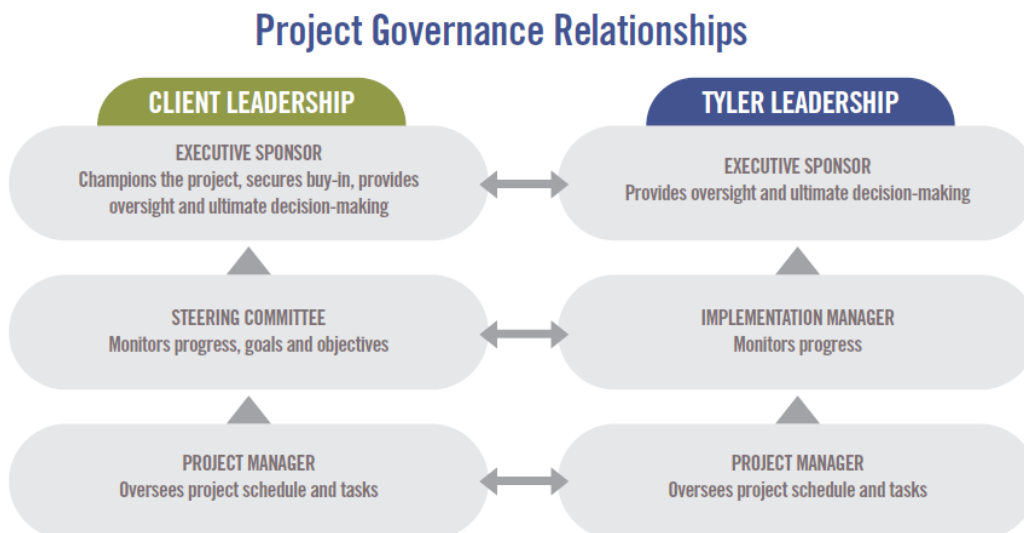 Project Governance Relationships
CLIENT LEADERSHIP
EXECUTIVE SPONSOR
Champions the project, secures buy-in, provides
oversight and ultimate decision-making
STEERING COMMITTEE
Monitors progress, goals and objectives
PROJECT MANAGER
Oversees project schedule and tasks
TYLER LEADERSHIP
EXECUTIVE SPONSOR
Provides oversight and ultimate decision-making
IMPLEMENTATION MANAGER
Monitors progress
PROJECT MANAGER
Oversees project schedule and tasks